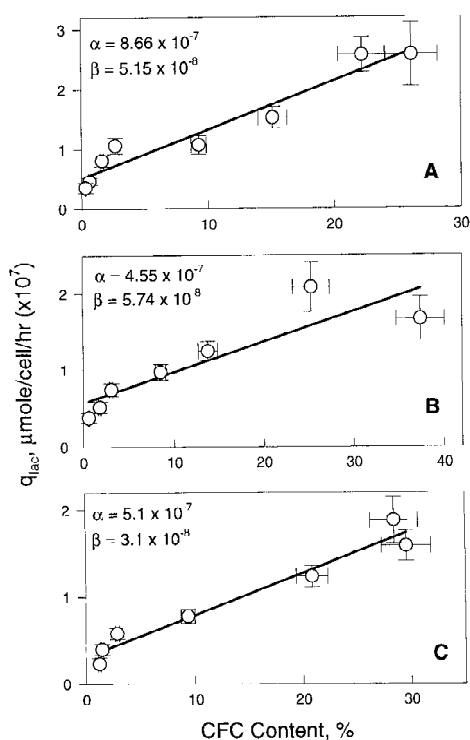 3
2
1
0
α = 8.66 x 10⁻⁷
β = 5.15 x 10⁻⁸
A
0 10 20 30
2
1
0
α – 4.55 x 10⁻⁷
β = 5.74 x 10⁻⁸
B
0 10 20 30 40
2
1
0
α = 5.1 x 10⁻⁷
β = 3.1 x 10⁻⁸
C
0 10 20 30
q_lac, μmole/cell/hr (x10⁷)
CFC Content, %